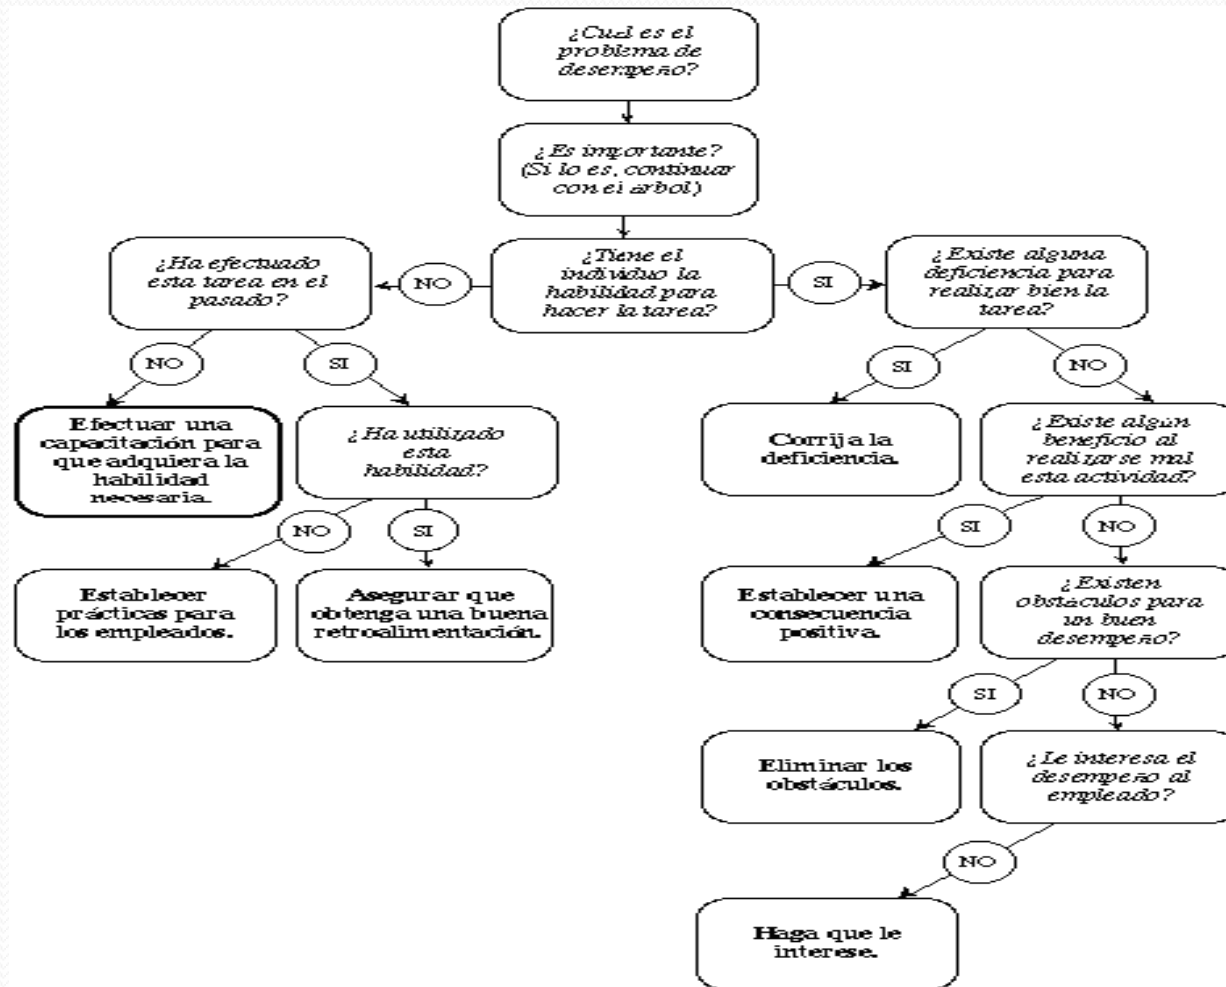 ¿Cual es el
problema de
desempeño?
¿Es importante?
(Si lo es, continuar
con el arbol)
¿Ha efectuado
esta tarea en el
pasado?
NO
¿Tiene el
individuo la
habilidad para
hacer la tarea?
SI
¿Existe alguna
deficiencia para
realizar bien la
tarea?
NO
SI
SI
NO
Efectuar una
capacitación para
que adquiera la
habilidad
necesaria.
¿Ha utilizado
esta
habilidad?
Corrija la
deficiencia.
¿Existe algún
beneficio al
realizarse mal
esta actividad?
NO
SI
SI
NO
Establecer
prácticas para
los empleados.
Asegurar que
obtenga una buena
retroalimentación.
Establecer una
consecuencia
positiva.
¿Existen
obstáculos para
un buen
desempeño?
SI
NO
Eliminar los
obstáculos.
¿Le interesa el
desempeño al
empleado?
NO
Haga que le
interese.